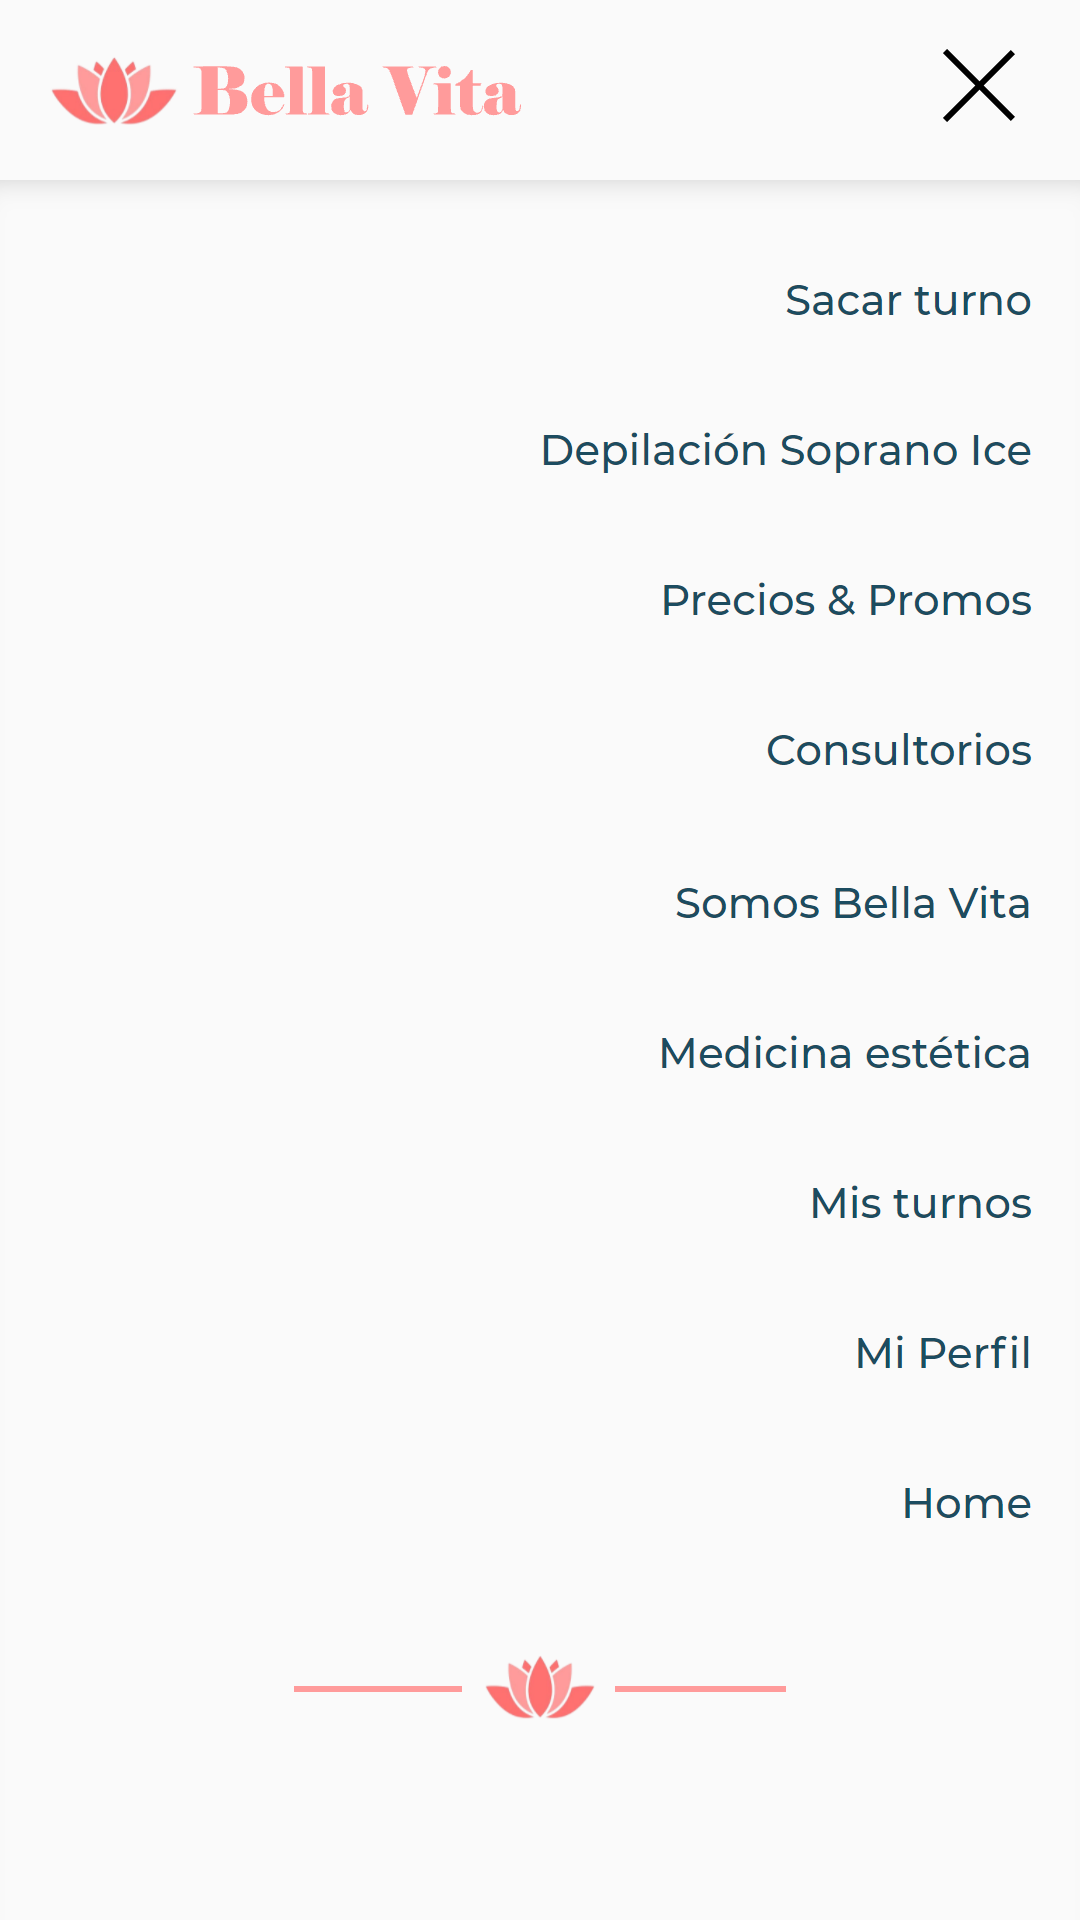 Bella Vita
Sacar turno
Depilación Soprano Ice
Precios & Promos
Consultorios
Somos Bella Vita
Medicina estética
Mis turnos
Mi Perfil
Home